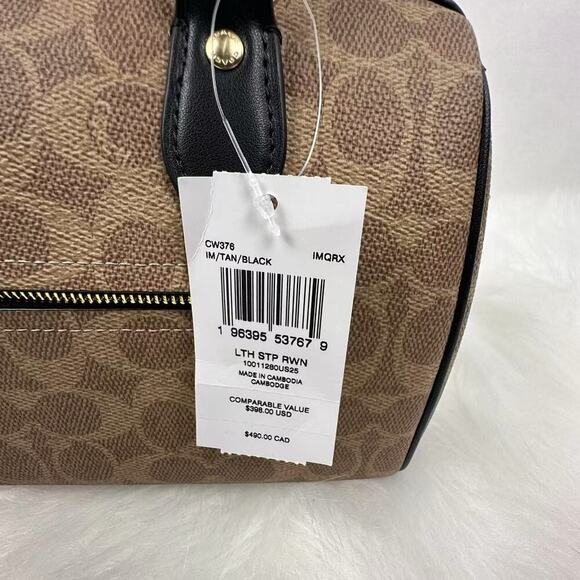 CW376
IM/TAN/BLACK IMQRX
1 96395 53767 9
LTH STP RWN
10011280US25
MADE IN CAMBODIA
CAMBODGE
COMPARABLE VALUE
$398.00 USD
$490.00 CAD